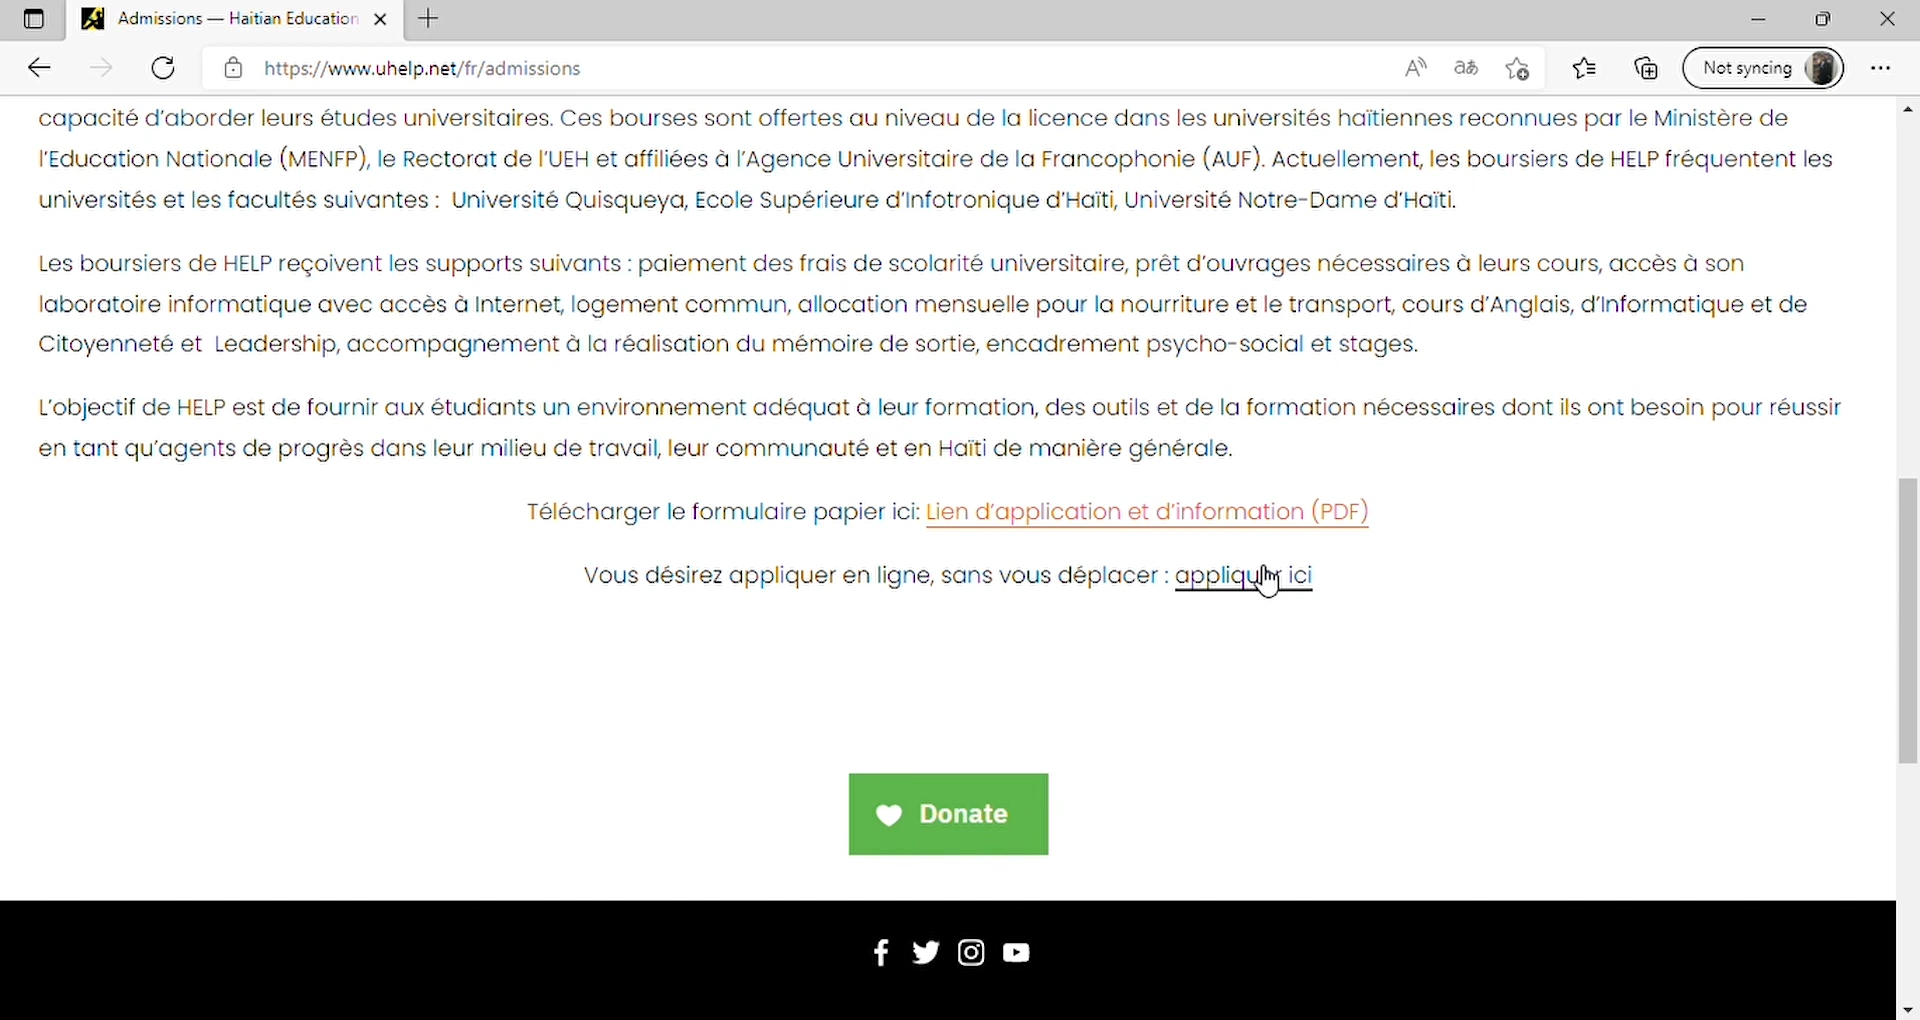 Admissions — Haitian Education
https://www.uhelp.net/fr/admissions
Not syncing
capacité d'aborder leurs études universitaires. Ces bourses sont offertes au niveau de la licence dans les universités haïtiennes reconnues par le Ministère de
l'Education Nationale (MENFP), le Rectorat de l'UEH et affiliées à l'Agence Universitaire de la Francophonie (AUF). Actuellement, les boursiers de HELP fréquentent les
universités et les facultés suivantes : Université Quisqueya, Ecole Supérieure d'Infotronique d'Haïti, Université Notre-Dame d'Haïti.
Les boursiers de HELP reçoivent les supports suivants : paiement des frais de scolarité universitaire, prêt d'ouvrages nécessaires à leurs cours, accès à son
laboratoire informatique avec accès à Internet, logement commun, allocation mensuelle pour la nourriture et le transport, cours d'Anglais, d'Informatique et de
Citoyenneté et Leadership, accompagnement à la réalisation du mémoire de sortie, encadrement psycho-social et stages.
L'objectif de HELP est de fournir aux étudiants un environnement adéquat à leur formation, des outils et de la formation nécessaires dont ils ont besoin pour réussir
en tant qu'agents de progrès dans leur milieu de travail, leur communauté et en Haïti de manière générale.
Télécharger le formulaire papier ici: Lien d'application et d'information (PDF)
Vous désirez appliquer en ligne, sans vous déplacer : appliquer ici
Donate